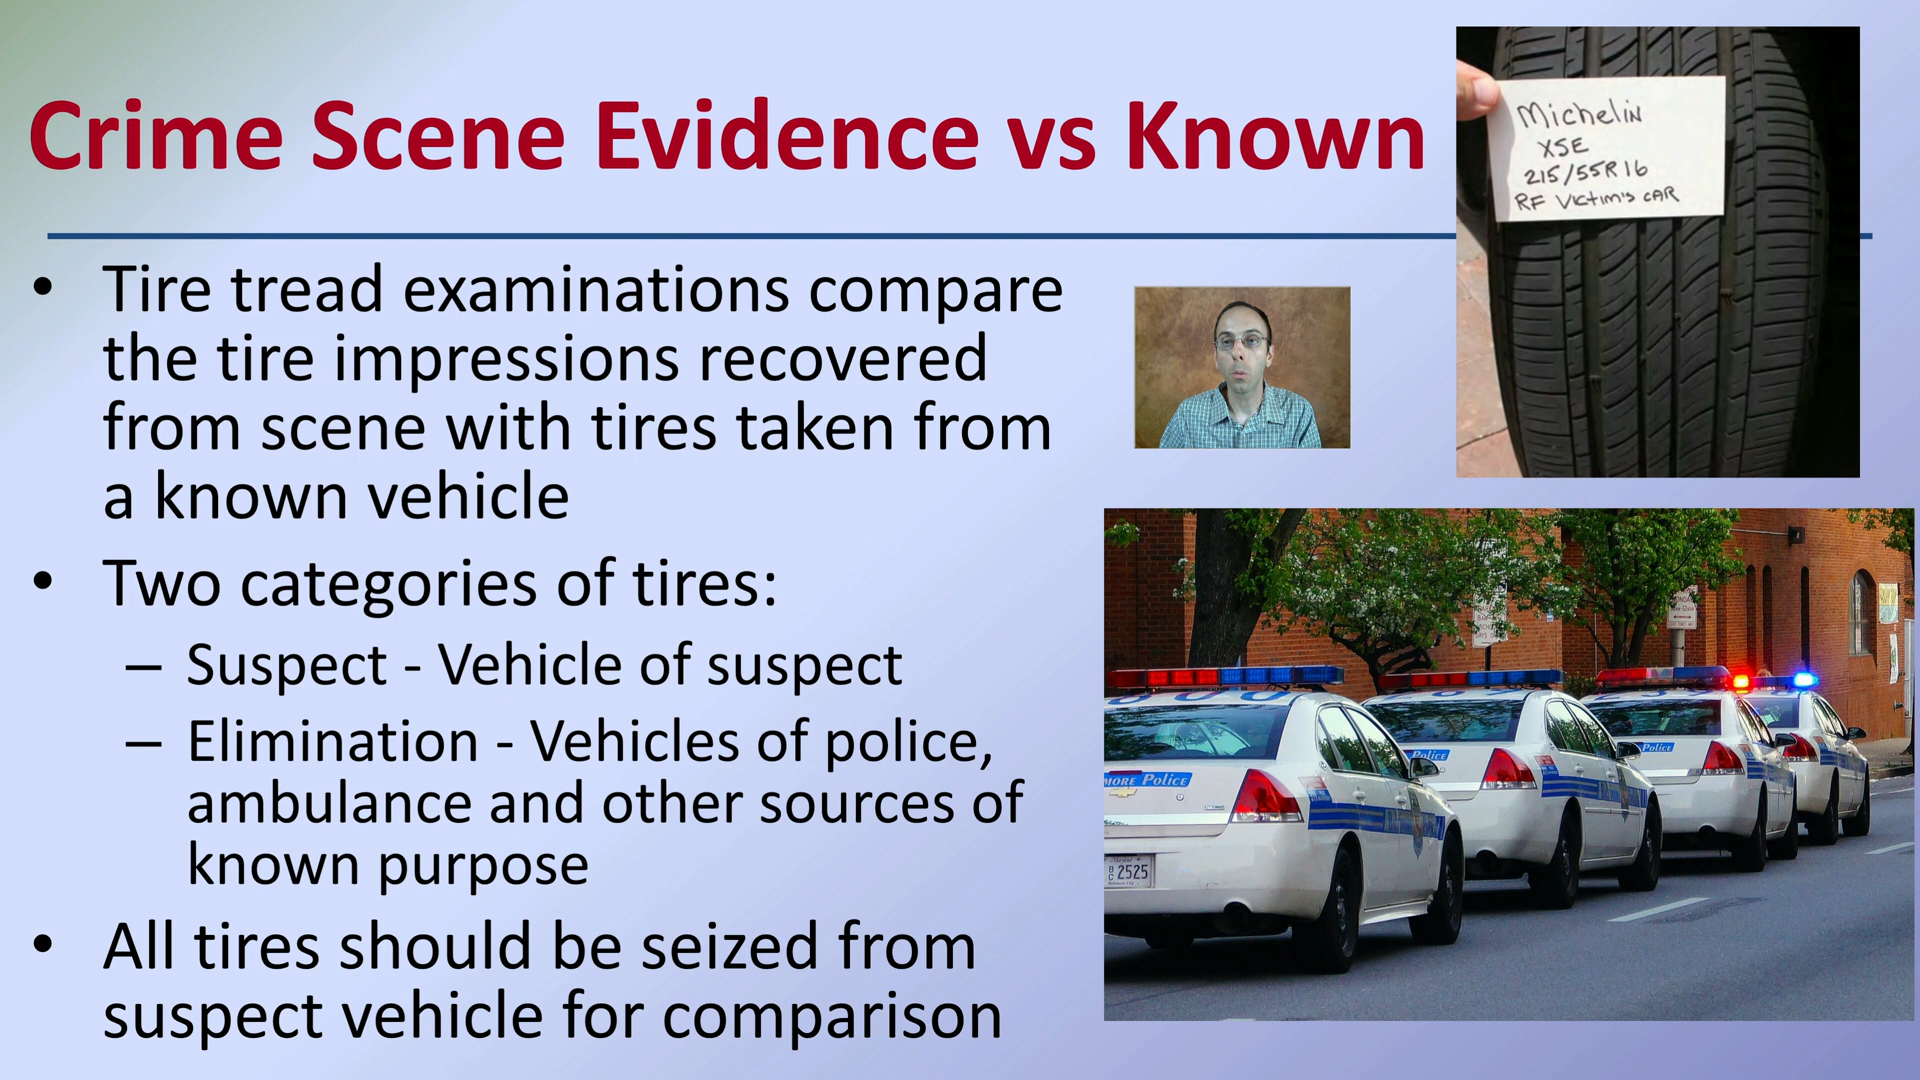 Crime Scene Evidence vs Known
• Tire tread examinations compare
the tire impressions recovered
from scene with tires taken from
a known vehicle
• Two categories of tires:
– Suspect - Vehicle of suspect
– Elimination - Vehicles of police,
ambulance and other sources of
known purpose
• All tires should be seized from
suspect vehicle for comparison
Michelin
XSE
215/55R16
RF Victim's CAR
Police
Police
MORE Police
Maryland
BC 2525